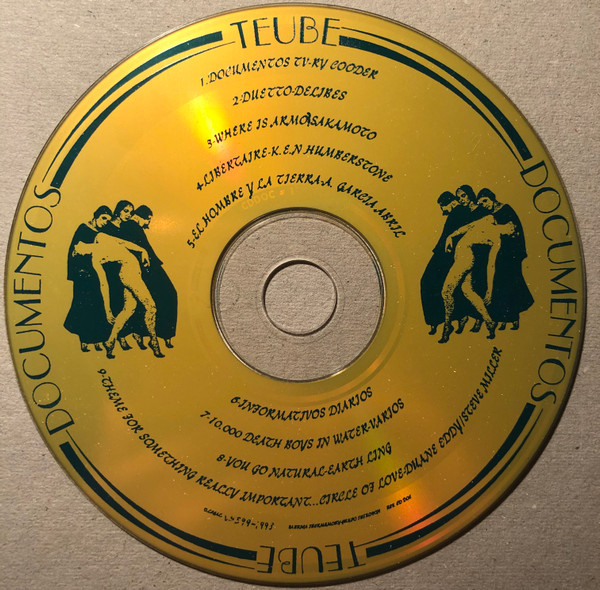 TEUBE
DOCUMENTOS
DOCUMENTOS
1-DOCUMENTOS TV-RY COODER
2-DUETTO-DELIBES
3-WHERE IS ARMO)SAKAMOTO
4-LIBERTAIRE-K.E.N HUMBERSTONE
5-EL HOMBRE Y LA TIERRA-A. GARCIA ABRIL
6-INFORMATIVOS DIARIOS
7-10.000 DEATH BOYS IN WATER-VARIOS
8-YOU GO NATURAL-EARTH LING
9-THEME FOR SOMETHING REALLY IMPORTANT...CIRCLE OF LOVE-DUANE EDDY/STEVE MILLER
TEUBE